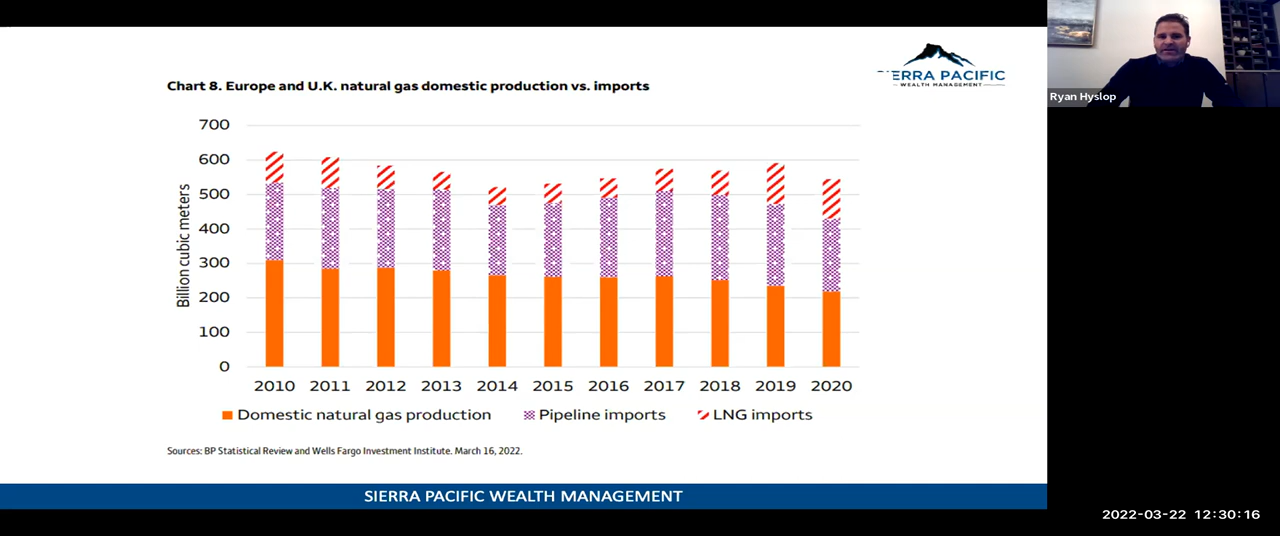 Chart 8. Europe and U.K. natural gas domestic production vs. imports
IERRA PACIFIC
WEALTH MANAGEMENT
Ryan Hyslop
Billion cubic meters
700
600
500
400
300
200
100
0
2010 2011 2012 2013 2014 2015 2016 2017 2018 2019 2020
Domestic natural gas production Pipeline imports LNG imports
Sources: BP Statistical Review and Wells Fargo Investment Institute. March 16, 2022.
SIERRA PACIFIC WEALTH MANAGEMENT
2022-03-22 12:30:16